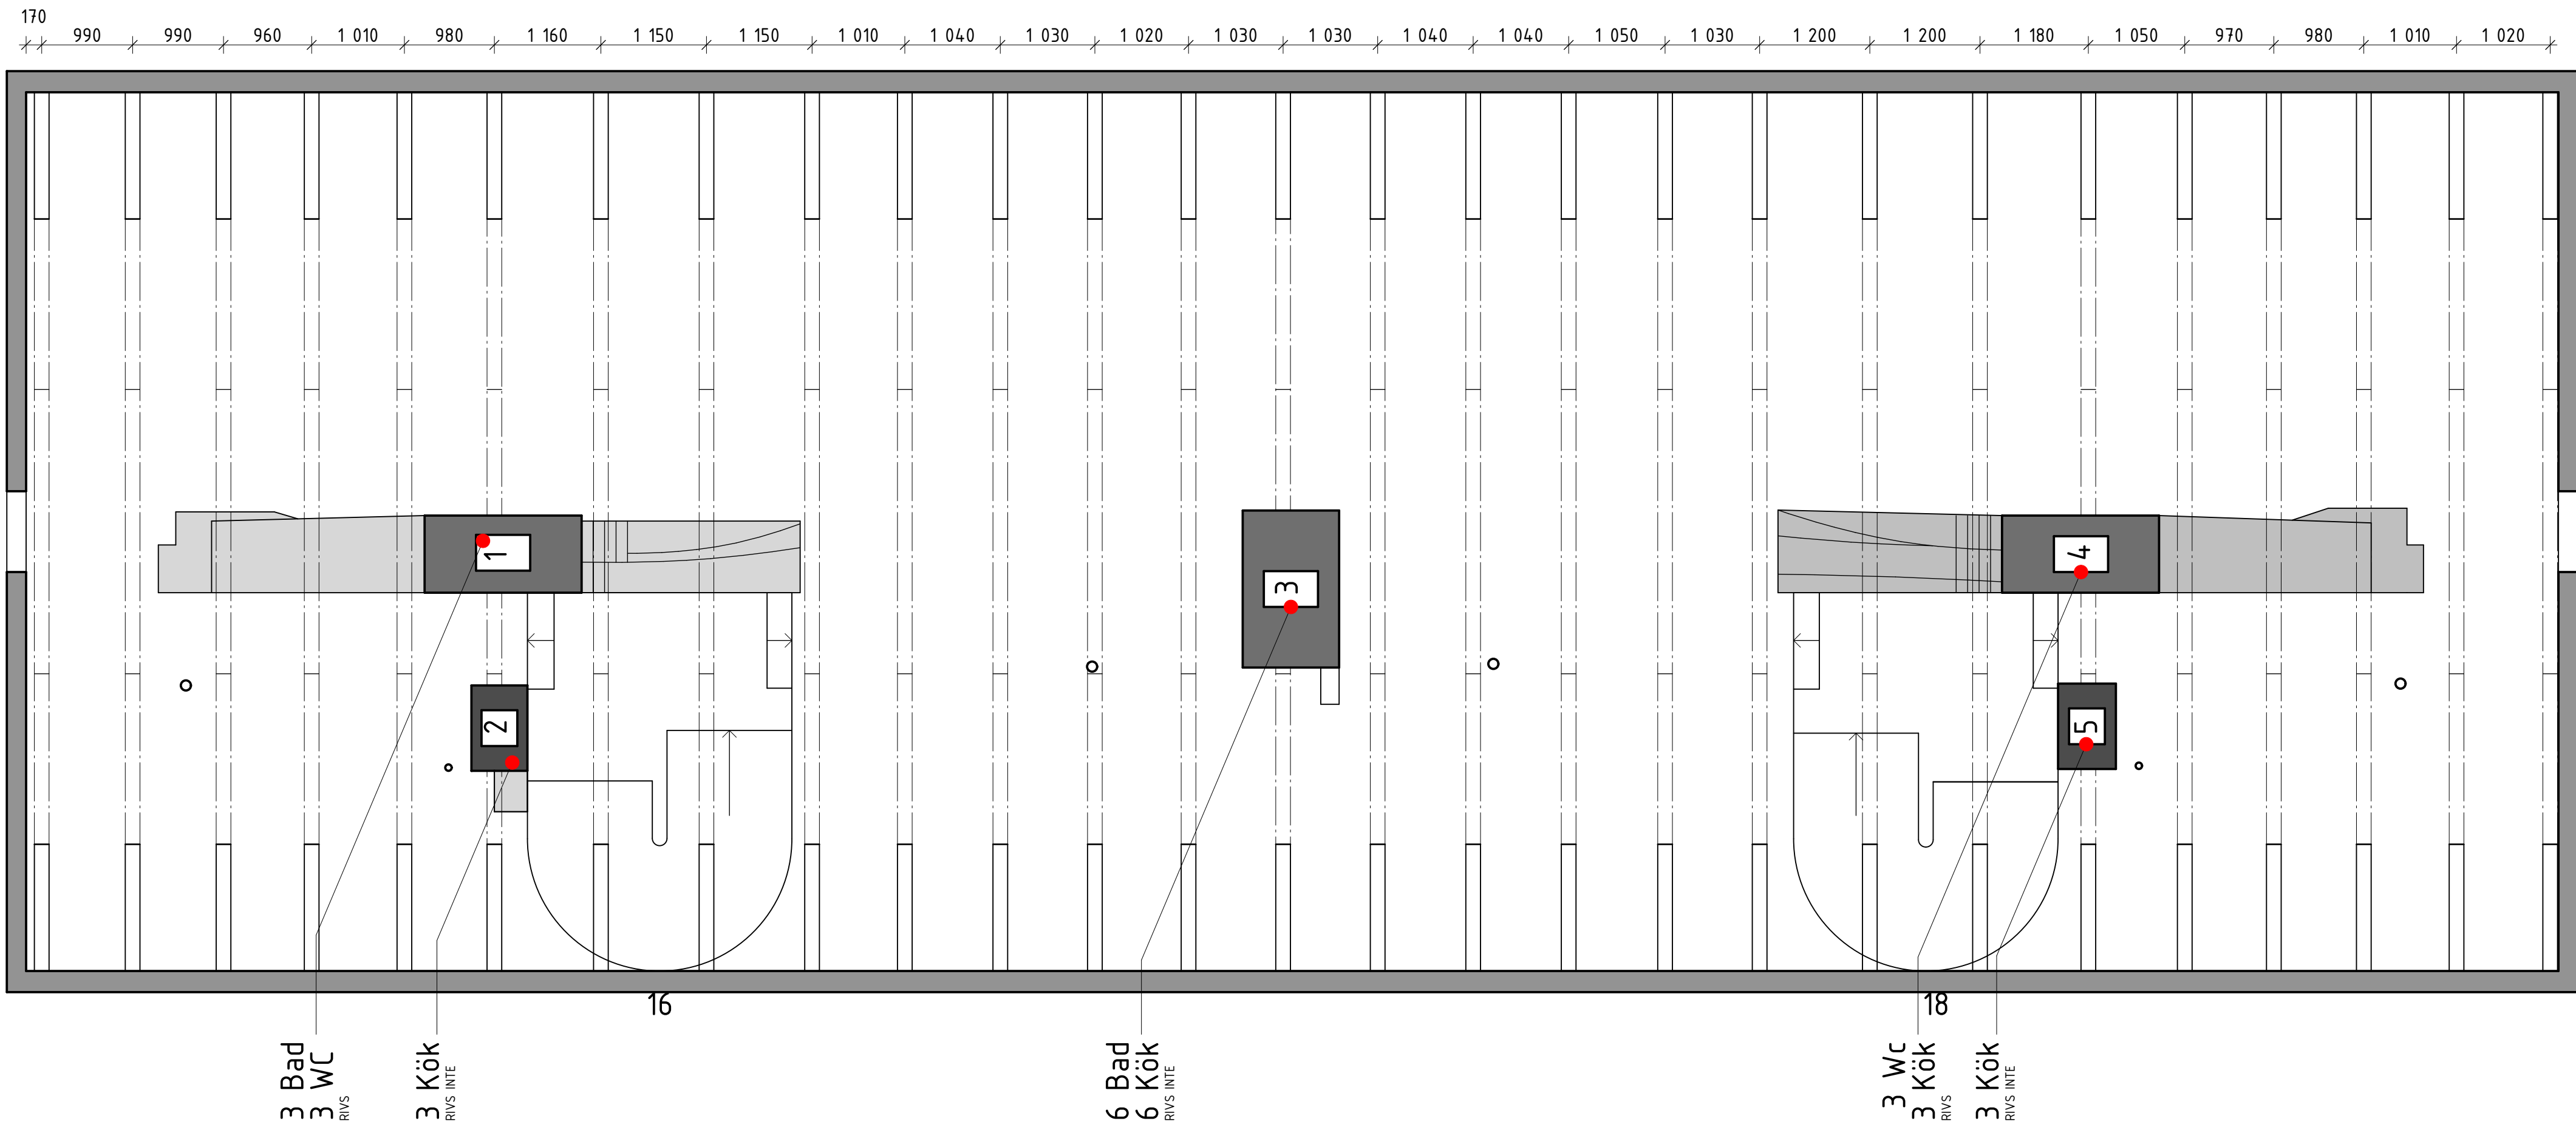 170
990 990 960 1 010 980 1 160 1 150 1 150 1 010 1 040 1 030 1 020 1 030 1 030 1 040 1 040 1 050 1 030 1 200 1 200 1 180 1 050 970 980 1 010 1 020
1
2
3
4
5
16
18
3 Bad
3 WC
RIVS
3 Kök
RIVS INTE
6 Bad
6 Kök
RIVS INTE
3 Wc
3 Kök
RIVS
3 Kök
RIVS INTE